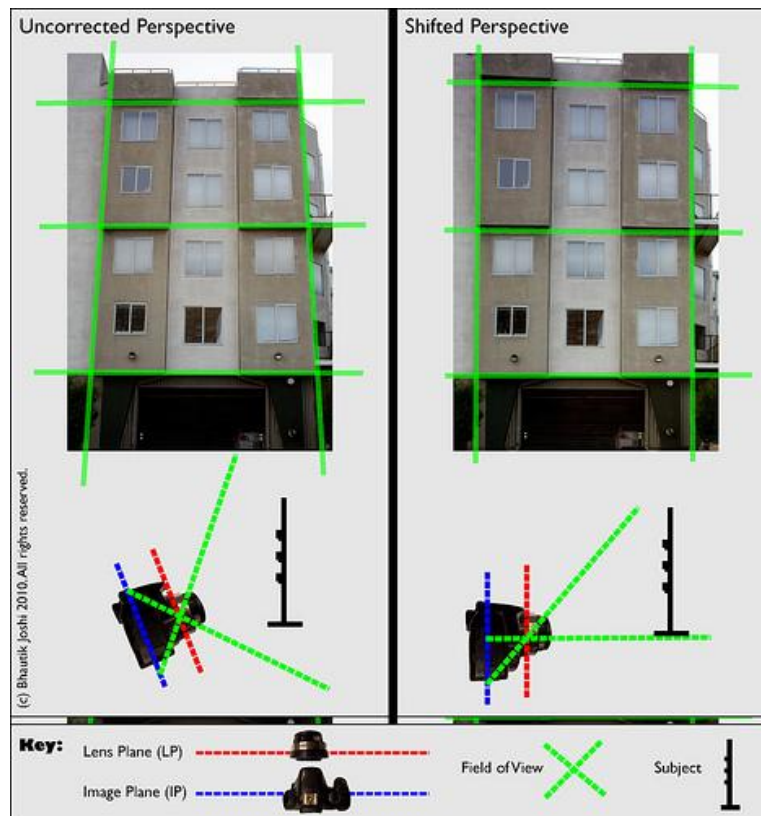 Uncorrected Perspective
Shifted Perspective
(c) Bhautik Joshi 2010. All rights reserved.
Key:
Lens Plane (LP)
Image Plane (IP)
Field of View
Subject